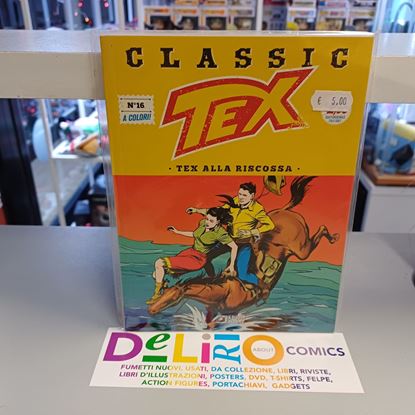 CLASSIC
TEX
N°16
A COLORI!
€ 5,00
· TEX ALLA RISCOSSA ·
DeLiRiO
ABOUT
COMICS
FUMETTI NUOVI, USATI, DA COLLEZIONE, LIBRI, RIVISTE,
LIBRI D'ILLUSTRAZIONI, POSTERS, DVD, T-SHIRTS, FELPE,
ACTION FIGURES, PORTACHIAVI, GADGETS